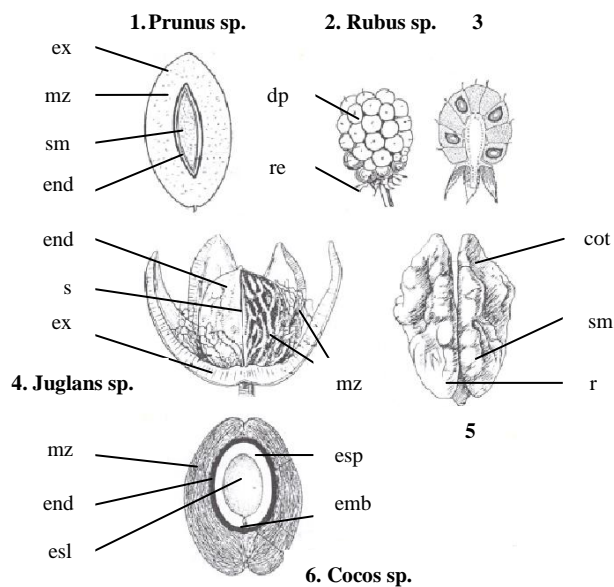 1. Prunus sp. 2. Rubus sp. 3
ex
mz
sm
end
dp
re
end
s
ex
mz
4. Juglans sp.
cot
sm
r
5
mz
end
esl
esp
emb
6. Cocos sp.